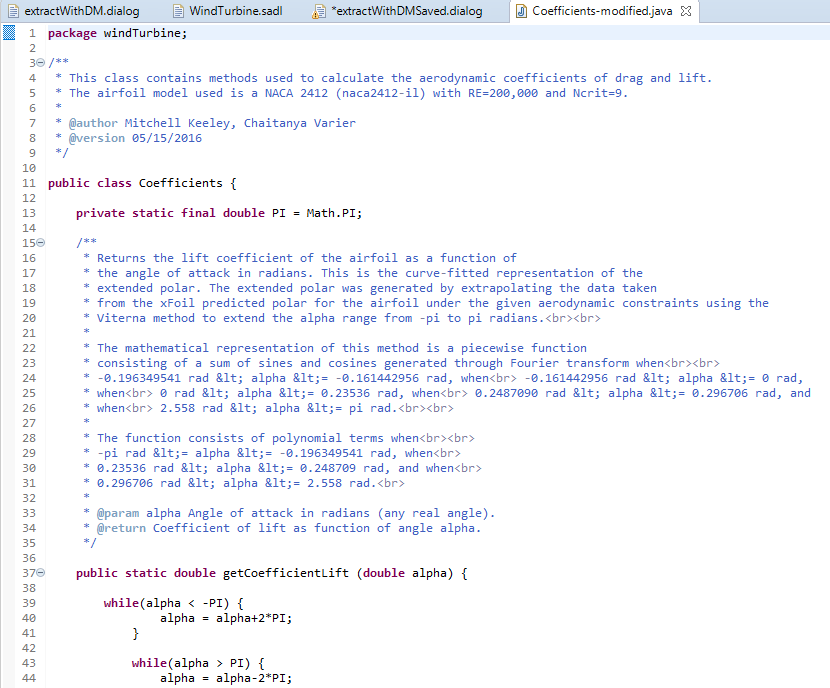 extractWithDM.dialog WindTurbine.sadl *extractWithDMSaved.dialog Coefficients-modified.java
1 package windTurbine;
2
3 /**
4 * This class contains methods used to calculate the aerodynamic coefficients of drag and lift.
5 * The airfoil model used is a NACA 2412 (naca2412-il) with RE=200,000 and Ncrit=9.
6 *
7 * @author Mitchell Keeley, Chaitanya Varier
8 * @version 05/15/2016
9 */
10
11 public class Coefficients {
12
13 private static final double PI = Math.PI;
14
15 /**
16 * Returns the lift coefficient of the airfoil as a function of
17 * the angle of attack in radians. This is the curve-fitted representation of the
18 * extended polar. The extended polar was generated by extrapolating the data taken
19 * from the xFoil predicted polar for the airfoil under the given aerodynamic constraints using the
20 * Viterna method to extend the alpha range from -pi to pi radians.<br><br>
21 *
22 * The mathematical representation of this method is a piecewise function
23 * consisting of a sum of sines and cosines generated through Fourier transform when<br><br>
24 * -0.196349541 rad &lt; alpha &lt;= -0.161442956 rad, when<br> -0.161442956 rad &lt; alpha &lt;= 0 rad,
25 * when<br> 0 rad &lt; alpha &lt;= 0.23536 rad, when<br> 0.2487090 rad &lt; alpha &lt;= 0.296706 rad, and
26 * when<br> 2.558 rad &lt; alpha &lt;= pi rad.<br><br>
27 *
28 * The function consists of polynomial terms when<br><br>
29 * -pi rad &lt;= alpha &lt;= -0.196349541 rad, when<br>
30 * 0.23536 rad &lt; alpha &lt;= 0.248709 rad, and when<br>
31 * 0.296706 rad &lt; alpha &lt;= 2.558 rad.<br>
32 *
33 * @param alpha Angle of attack in radians (any real angle).
34 * @return Coefficient of lift as function of angle alpha.
35 */
36
37 public static double getCoefficientLift (double alpha) {
38
39 while(alpha < -PI) {
40 alpha = alpha+2*PI;
41 }
42
43 while(alpha > PI) {
44 alpha = alpha-2*PI;